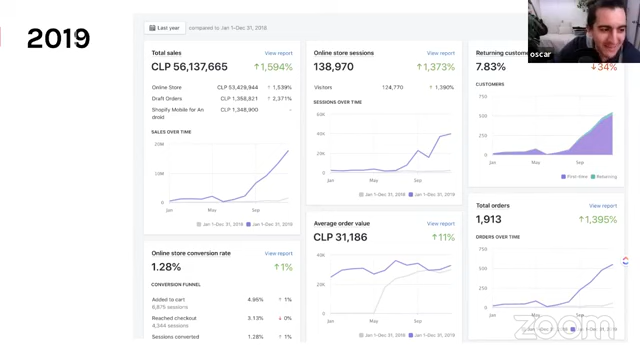 2019
Last year compared to Jan 1-Dec 31, 2018
oscar
Total sales View report
CLP 56,137,665 ↑1,594%
Online Store CLP 53,429,944 ↑ 1,539%
Draft Orders CLP 1,358,821 ↑ 2,371%
Shopify Mobile for An
droid CLP 1,348,900 -
SALES OVER TIME
20M
10M
0
Jan May Sep
Jan 1-Dec 31, 2018 Jan 1-Dec 31, 2019
Online store sessions View report
138,970 ↑1,373%
Visitors 124,770 ↑ 1,390%
SESSIONS OVER TIME
60K
40K
20K
0
Jan May Sep
Jan 1-Dec 31, 2018 Jan 1-Dec 31, 2019
Returning custome
7.83% ↓34%
CUSTOMERS
750
500
250
0
Jan May Sep
First-time Returning
Online store conversion rate View report
1.28% ↑1%
CONVERSION FUNNEL
Added to cart 4.95% ↑ 1%
6,875 sessions
Reached checkout 3.13% ↓ 0%
4,344 sessions
Sessions converted 1.28% ↑ 1%
Average order value View report
CLP 31,186 ↑11%
40K
20K
0
Jan May Sep
Jan 1-Dec 31, 2018 Jan 1-Dec 31, 2019
Total orders View report
1,913 ↑1,395%
ORDERS OVER TIME
750
500
250
0
Jan May Sep
zoom